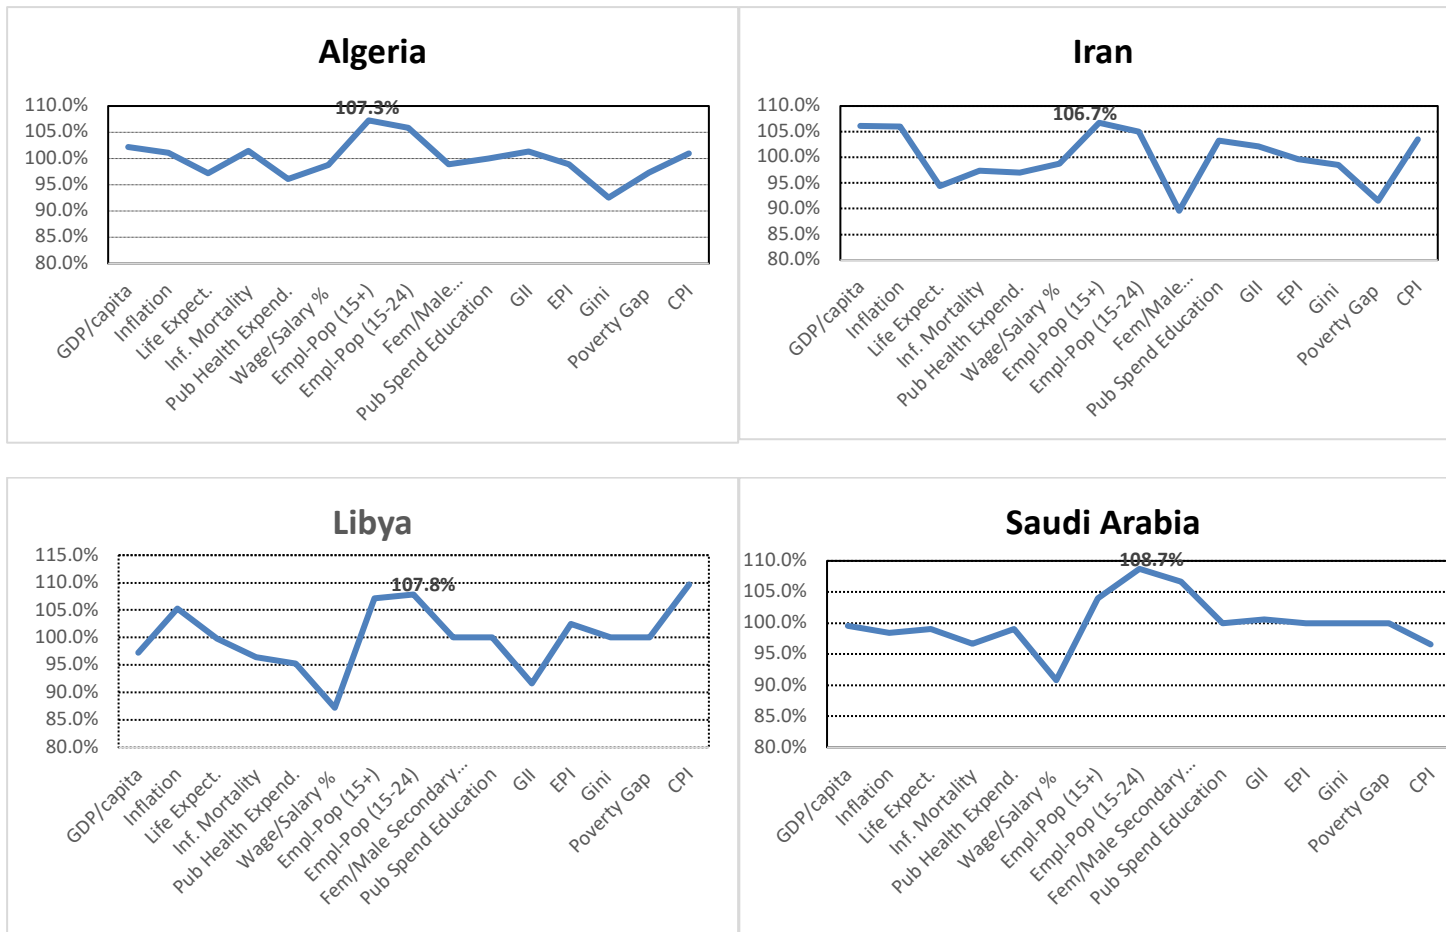 Algeria
107.3%
110.0%
105.0%
100.0%
95.0%
90.0%
85.0%
80.0%
GDP/capita
Inflation
Life Expect.
Inf. Mortality
Pub Health Expend.
Wage/Salary %
Empl-Pop (15+)
Empl-Pop (15-24)
Fem/Male...
Pub Spend Education
GII
EPI
Gini
Poverty Gap
CPI
Iran
106.7%
110.0%
105.0%
100.0%
95.0%
90.0%
85.0%
80.0%
GDP/capita
Inflation
Life Expect.
Inf. Mortality
Pub Health Expend.
Wage/Salary %
Empl-Pop (15+)
Empl-Pop (15-24)
Fem/Male...
Pub Spend Education
GII
EPI
Gini
Poverty Gap
CPI
Libya
115.0%
110.0%
107.8%
105.0%
100.0%
95.0%
90.0%
85.0%
80.0%
GDP/capita
Inflation
Life Expect.
Inf. Mortality
Pub Health Expend.
Wage/Salary %
Empl-Pop (15+)
Empl-Pop (15-24)
Fem/Male Secondary...
Pub Spend Education
GII
EPI
Gini
Poverty Gap
CPI
Saudi Arabia
108.7%
110.0%
105.0%
100.0%
95.0%
90.0%
85.0%
80.0%
GDP/capita
Inflation
Life Expect.
Inf. Mortality
Pub Health Expend.
Wage/Salary %
Empl-Pop (15+)
Empl-Pop (15-24)
Fem/Male Secondary...
Pub Spend Education
GII
EPI
Gini
Poverty Gap
CPI